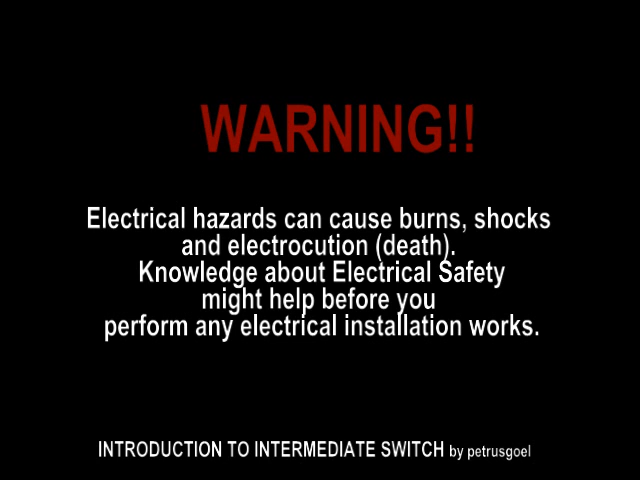 WARNING!!
Electrical hazards can cause burns, shocks
and electrocution (death).
Knowledge about Electrical Safety
might help before you
perform any electrical installation works.
INTRODUCTION TO INTERMEDIATE SWITCH by petrusgoel